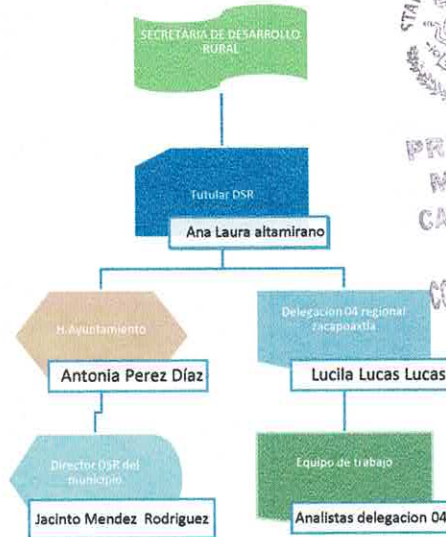 SECRETARIA DE DESARROLLO
RURAL
Tutular DSR
Ana Laura altamirano
H.Ayuntamiento
Antonia Perez Díaz
Delegacion 04 regional
zacapoaxtla
Lucila Lucas Lucas
Director DSR del
municipio
Jacinto Mendez Rodriguez
Equipo de trabajo
Analistas delegacion 04